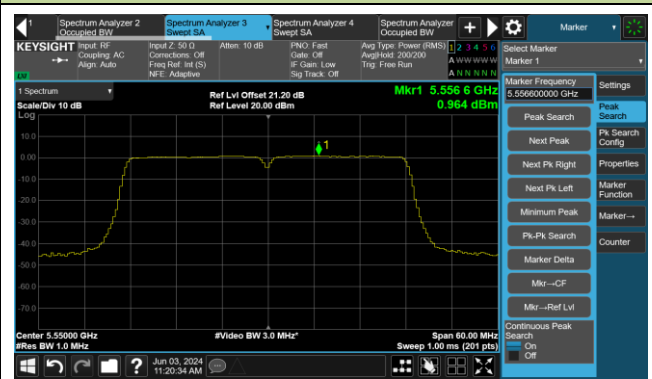 1
Spectrum Analyzer 2
Occupied BW
Spectrum Analyzer 3
Swept SA
Spectrum Analyzer 4
Swept SA
Spectrum Analyzer
Occupied BW
Marker
KEYSIGHT
Input: RF
Coupling: AC
Align: Auto
Input Z: 50 Ω
Corrections: Off
Freq Ref: Int (S)
NFE: Adaptive
Atten: 10 dB
PNO: Fast
Gate: Off
IF Gain: Low
Sig Track: Off
Avg Type: Power (RMS)
Avg|Hold: 200/200
Trig: Free Run
1 2 3 4 5 6
A W W W W W
A N N N N N
LXI
Select Marker
Marker 1
1 Spectrum
Scale/Div 10 dB
Ref Lvl Offset 21.20 dB
Ref Level 20.00 dBm
Mkr1 5.556 6 GHz
0.964 dBm
Log
10.0
0.00
-10.0
-20.0
-30.0
-40.0
-50.0
-60.0
-70.0
1
Center 5.55000 GHz
#Res BW 1.0 MHz
#Video BW 3.0 MHz*
Span 60.00 MHz
Sweep 1.00 ms (201 pts)
Marker Frequency
5.556600000 GHz
Peak Search
Next Peak
Next Pk Right
Next Pk Left
Minimum Peak
Pk-Pk Search
Marker Delta
Mkr→CF
Mkr→Ref Lvl
Continuous Peak
Search
On
Off
Settings
Peak
Search
Pk Search
Config
Properties
Marker
Function
Marker→
Counter
?
Jun 03, 2024
11:20:34 AM